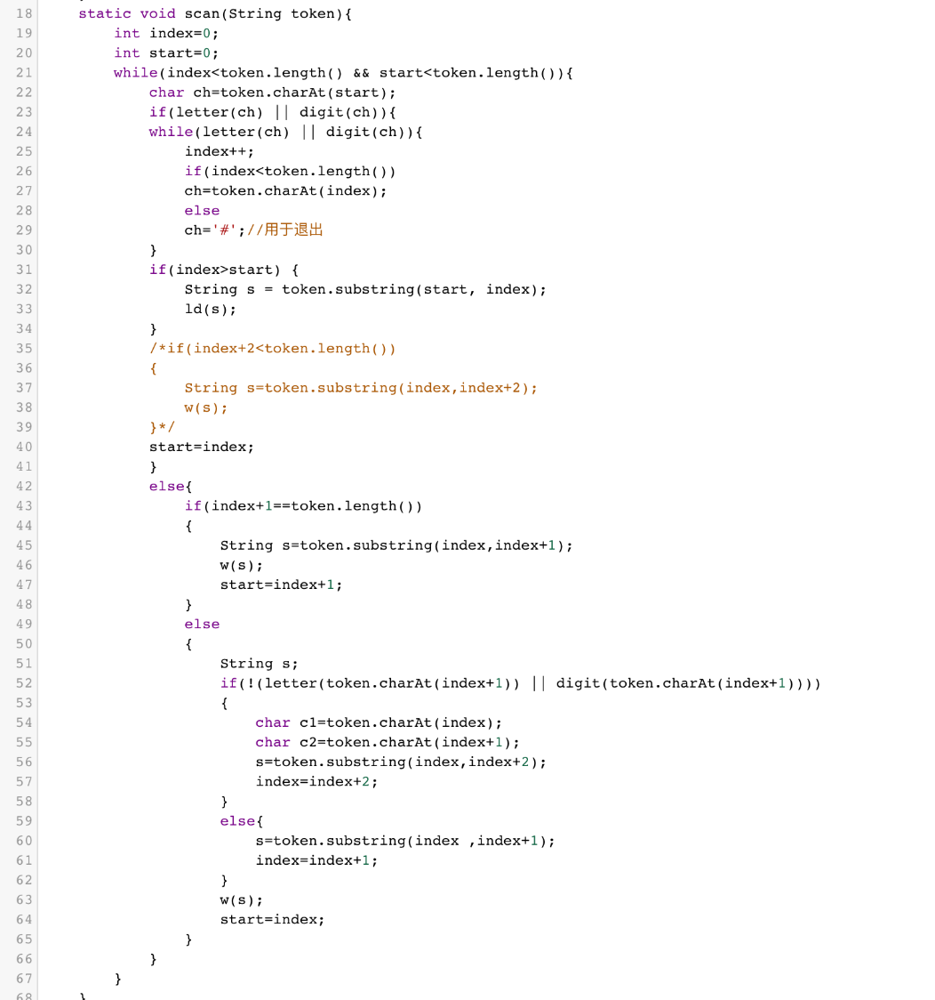 18    static void scan(String token){
19        int index=0;
20        int start=0;
21        while(index<token.length() && start<token.length()){
22            char ch=token.charAt(start);
23            if(letter(ch) || digit(ch)){
24            while(letter(ch) || digit(ch)){
25                index++;
26                if(index<token.length())
27                ch=token.charAt(index);
28                else
29                ch='#';//用于退出
30            }
31            if(index>start) {
32                String s = token.substring(start, index);
33                ld(s);
34            }
35            /*if(index+2<token.length())
36            {
37                String s=token.substring(index,index+2);
38                w(s);
39            }*/
40            start=index;
41            }
42            else{
43                if(index+1==token.length())
44                {
45                    String s=token.substring(index,index+1);
46                    w(s);
47                    start=index+1;
48                }
49                else
50                {
51                    String s;
52                    if(!(letter(token.charAt(index+1)) || digit(token.charAt(index+1))))
53                    {
54                        char c1=token.charAt(index);
55                        char c2=token.charAt(index+1);
56                        s=token.substring(index,index+2);
57                        index=index+2;
58                    }
59                    else{
60                        s=token.substring(index ,index+1);
61                        index=index+1;
62                    }
63                    w(s);
64                    start=index;
65                }
66            }
67        }
68    }